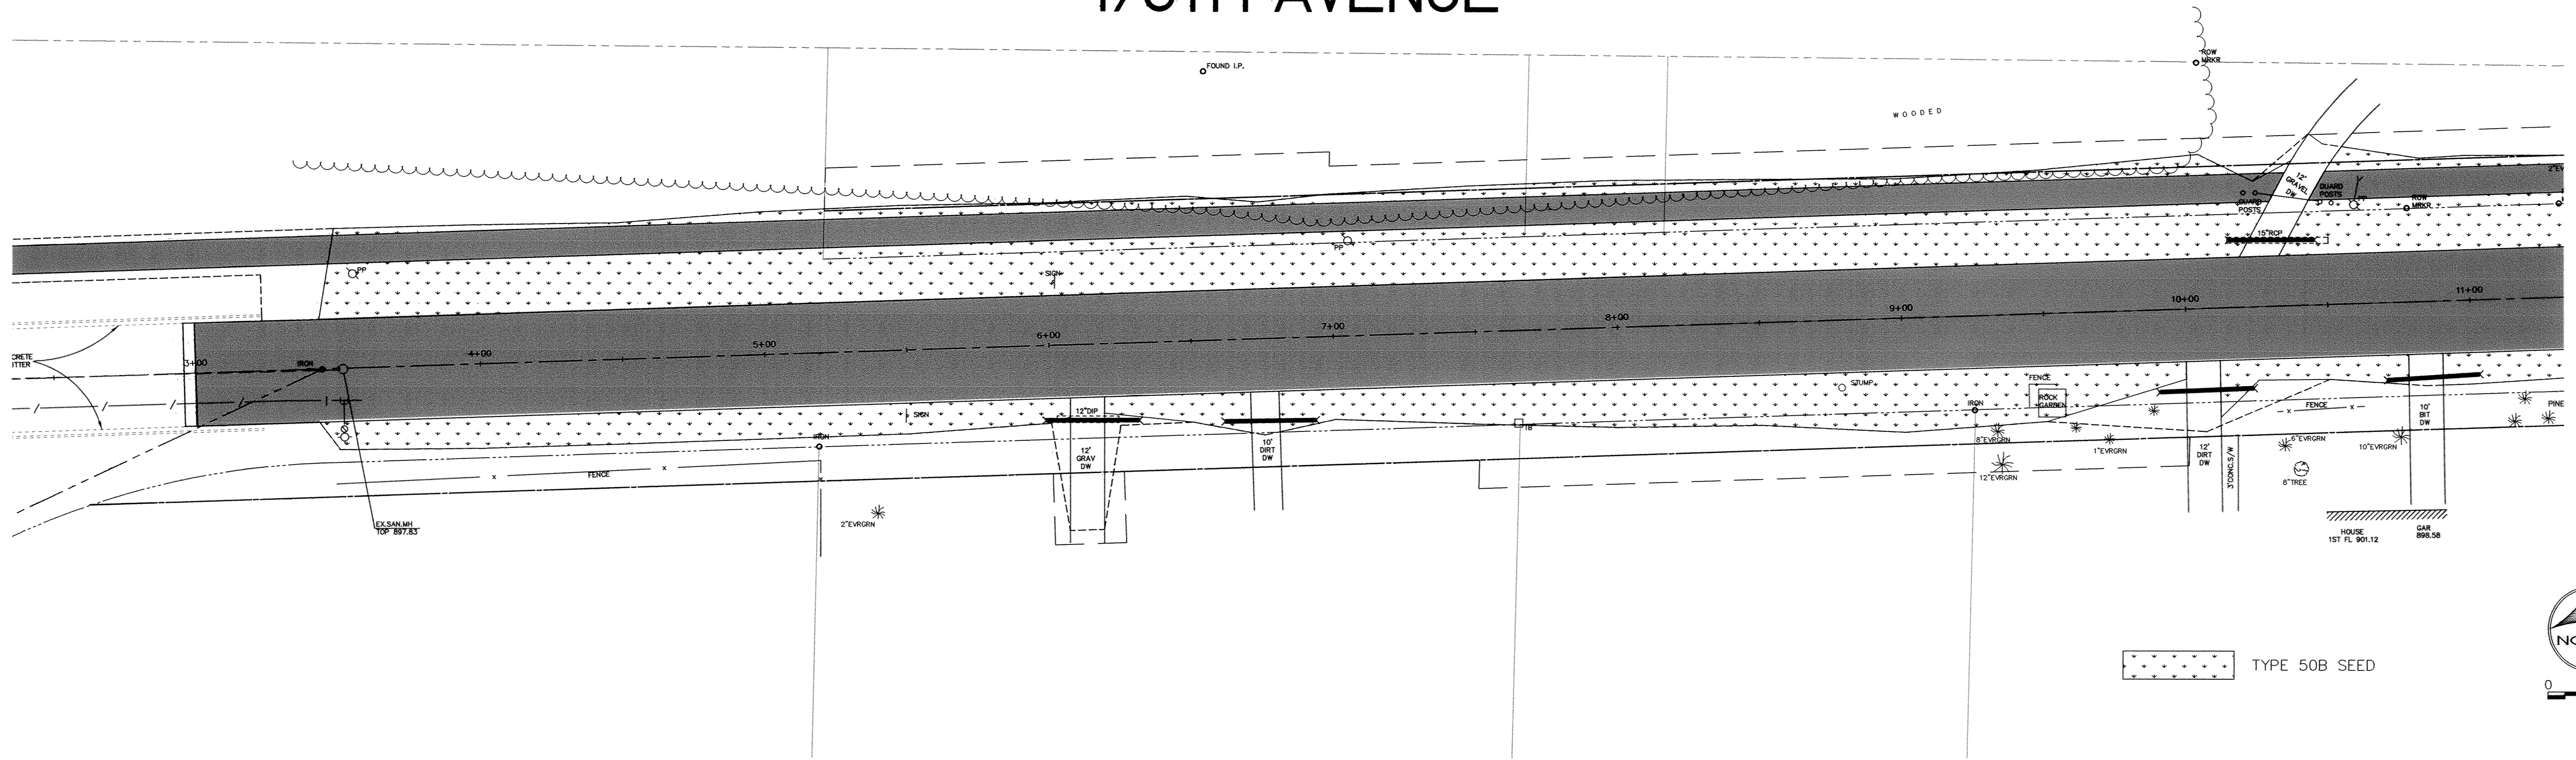 AVENUE
ROW
MRKR
FOUND I.P.
WOODED
12'
GRAVEL
DW
GUARD
POSTS
GUARD
POSTS
PP
ROW
MRKR
15"RCP
PP
PP
SIGN
11+00
10+00
9+00
8+00
7+00
6+00
5+00
4+00
3+00
IRON
CRETE
TTER
STUMP
FENCE
ROCK
GARDEN
IRON
FENCE
10'
BIT
DW
PINE
12"DIP
SIGN
IRON
TB
8"EVRGRN
1"EVRGRN
6"EVRGRN
10"EVRGRN
12'
GRAV
DW
10'
DIRT
DW
12'
DIRT
DW
3'CONC.S/W
FENCE
12"EVRGRN
8"TREE
2"EVRGRN
EX.SAN.MH
TOP 897.83
HOUSE
1ST FL 901.12
GAR
898.58
TYPE 50B SEED
0